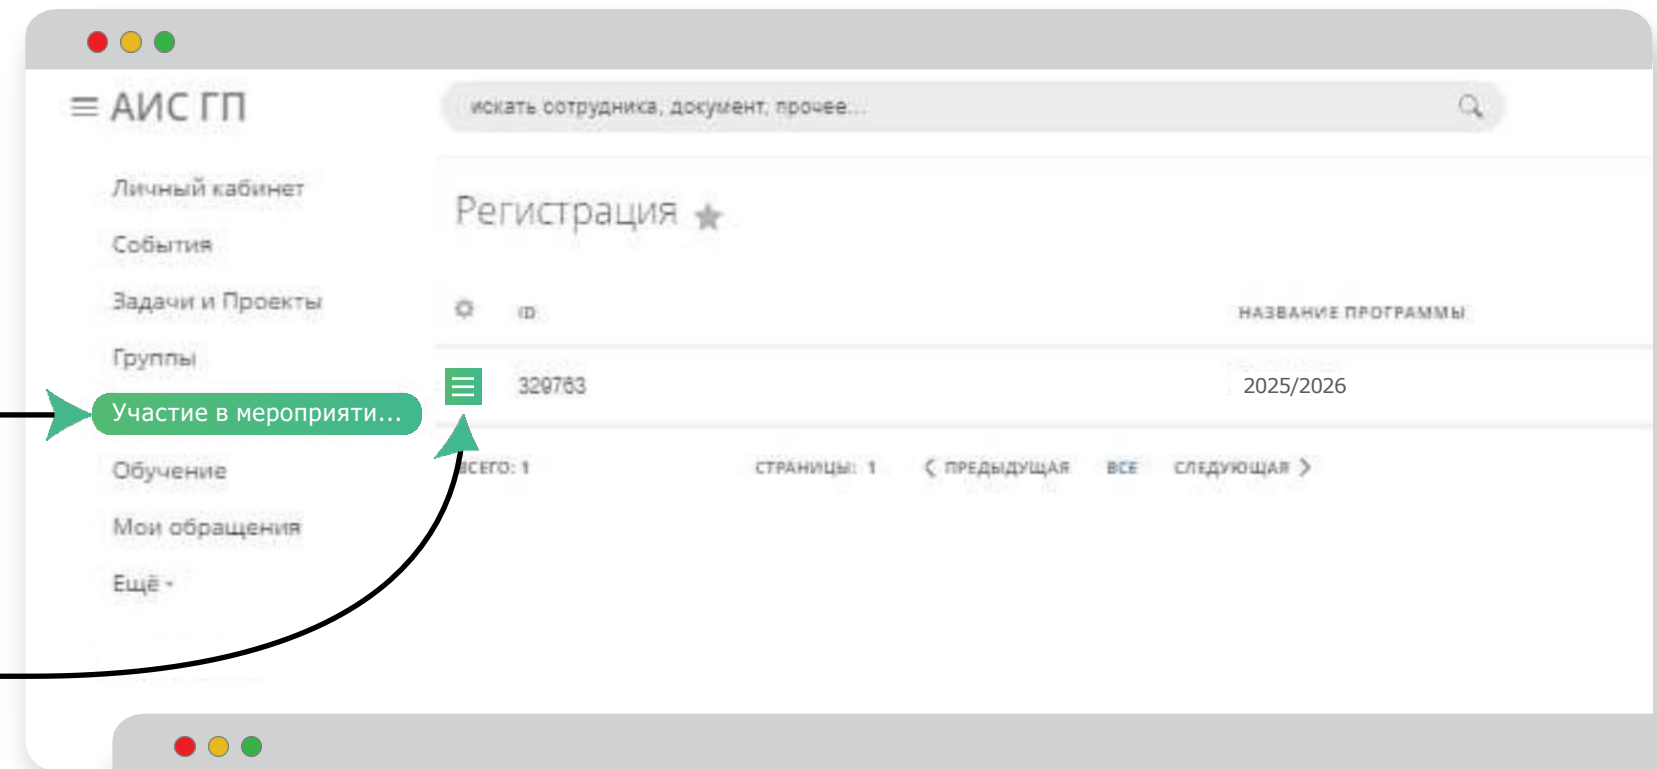 АИС ГП
искать сотрудника, документ, прочее...
Личный кабинет
События
Задачи и Проекты
Группы
Участие в мероприяти...
Обучение
Мои обращения
Ещё
Регистрация
ID
НАЗВАНИЕ ПРОГРАММЫ
329763
2025/2026
ВСЕГО: 1
СТРАНИЦЫ: 1
ПРЕДЫДУЩАЯ
ВСЕ
СЛЕДУЮЩАЯ